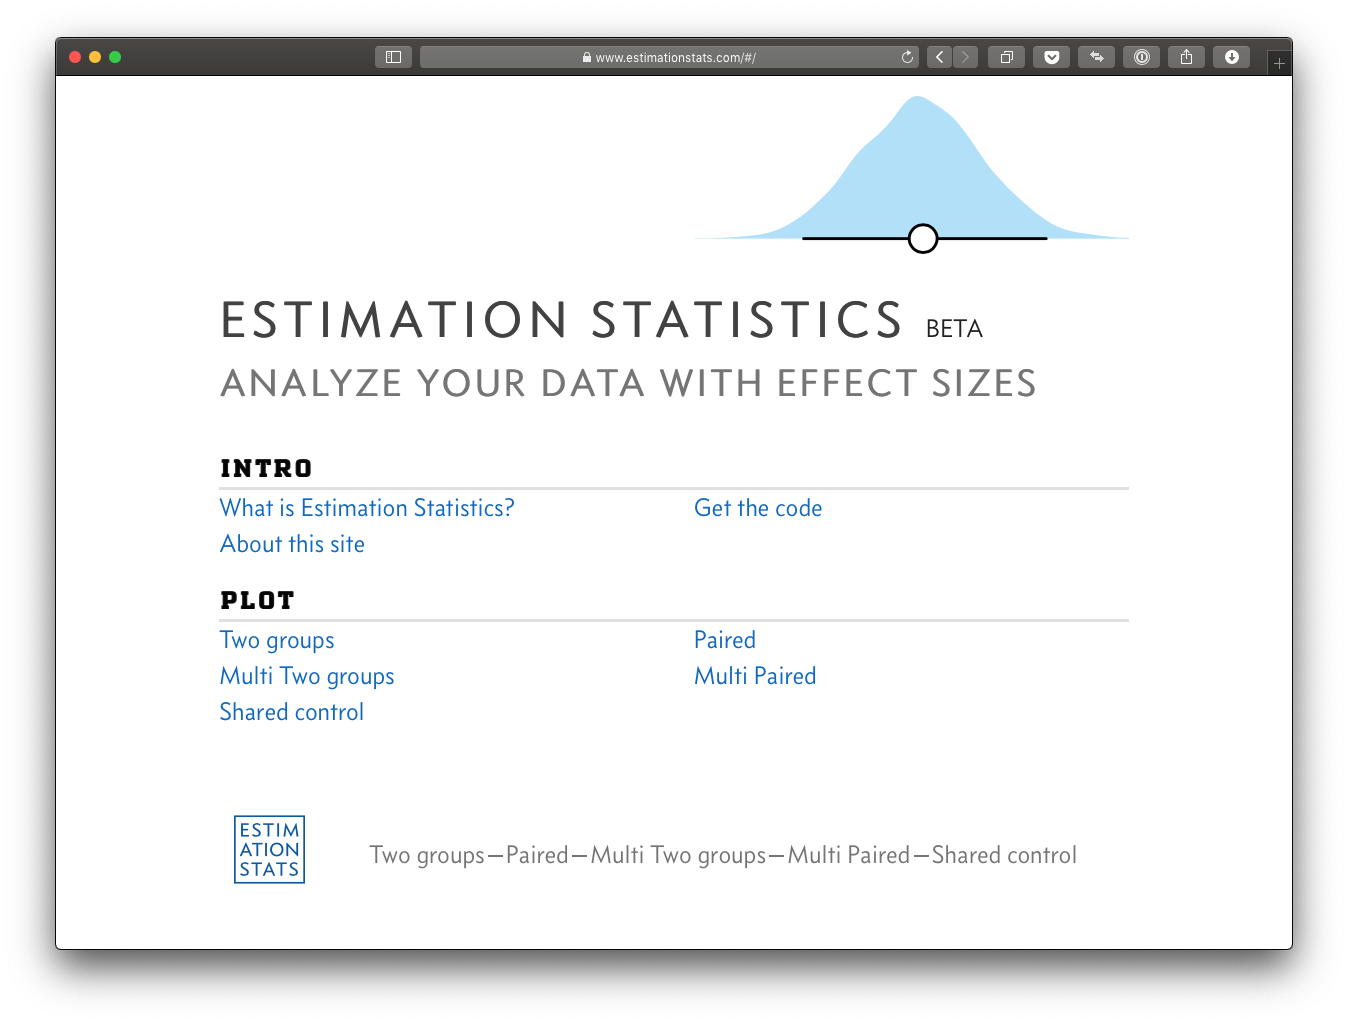 www.estimationstats.com/#/
ESTIMATION STATISTICS BETA
ANALYZE YOUR DATA WITH EFFECT SIZES
INTRO
What is Estimation Statistics? Get the code
About this site
PLOT
Two groups Paired
Multi Two groups Multi Paired
Shared control
ESTIM
ATION
STATS
Two groups—Paired—Multi Two groups—Multi Paired—Shared control